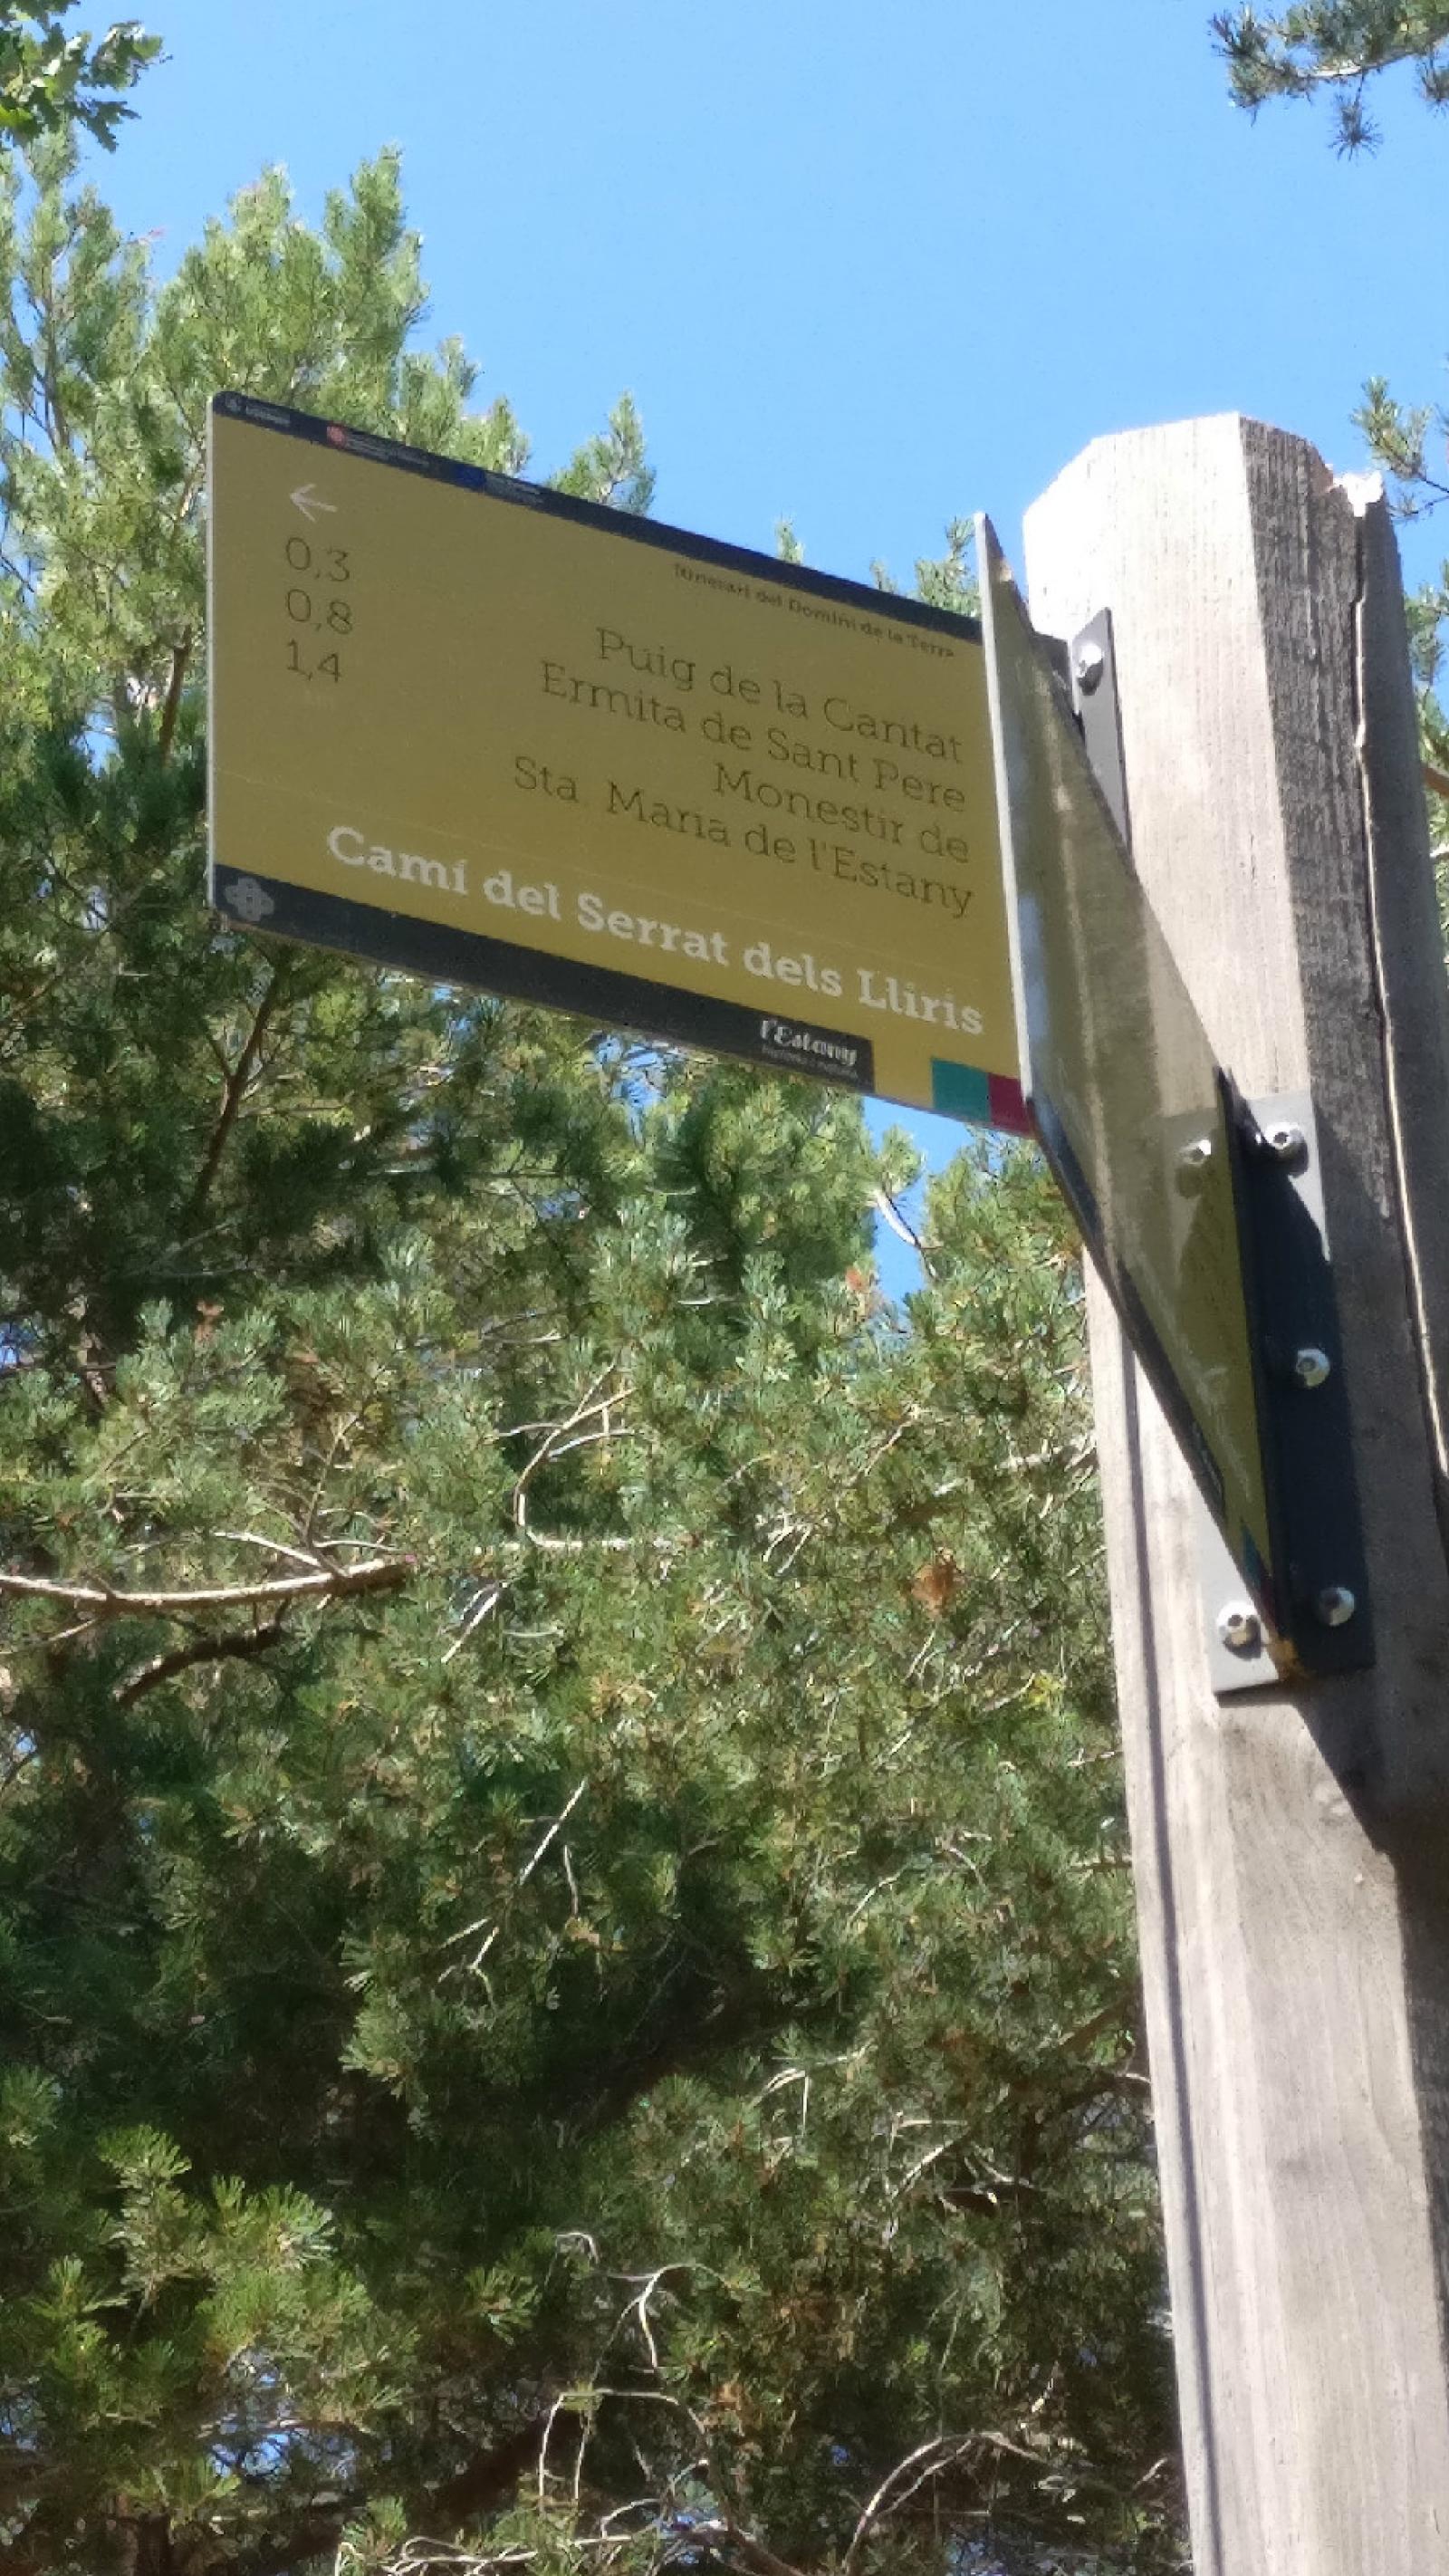 Itinerari del Domini de la Terra
0,3 Puig de la Caritat
0,8 Ermita de Sant Pere
1,4 Monestir de
Sta. Maria de l'Estany
Camí del Serrat dels Lliris
l'Estany